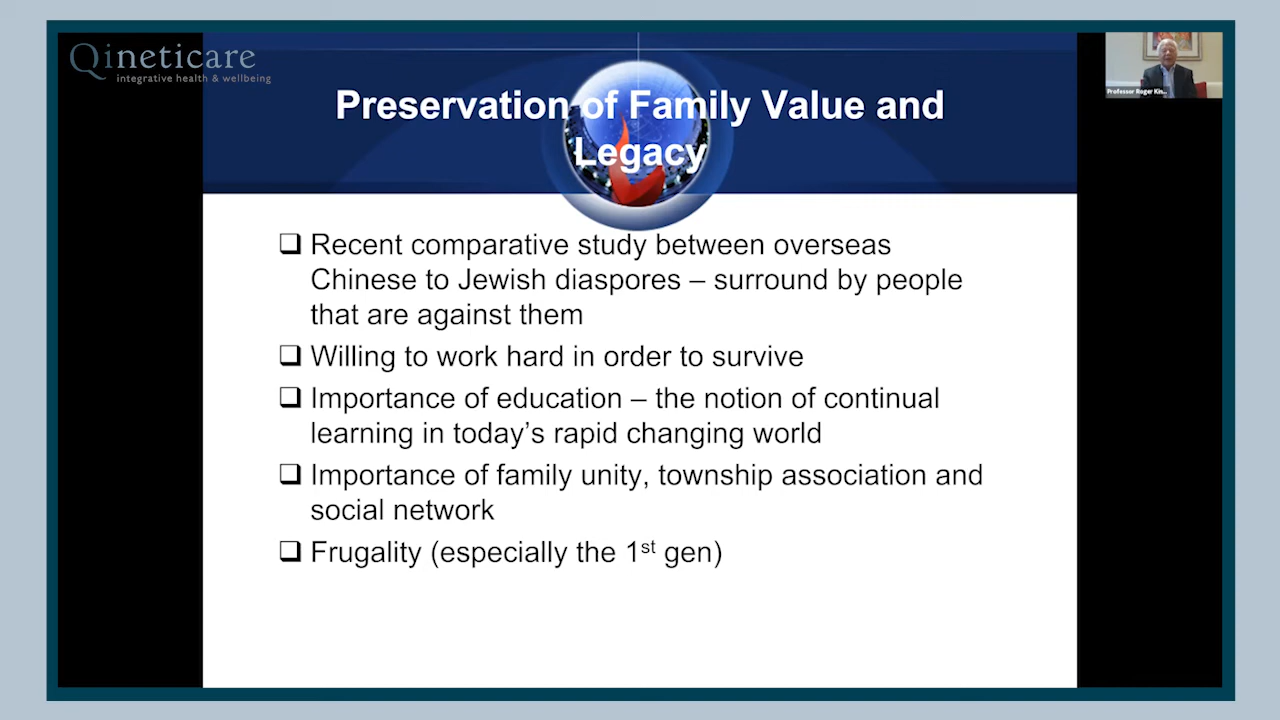 Qineticare
integrative health & wellbeing
Preservation of Family Value and
Legacy
Professor Roger Kin...
❑ Recent comparative study between overseas
Chinese to Jewish diaspores – surround by people
that are against them
❑ Willing to work hard in order to survive
❑ Importance of education – the notion of continual
learning in today’s rapid changing world
❑ Importance of family unity, township association and
social network
❑ Frugality (especially the 1st gen)